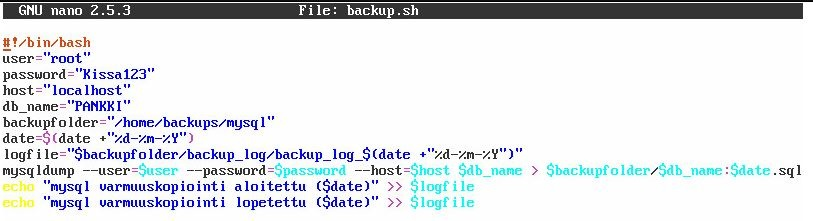 GNU nano 2.5.3 File: backup.sh
#!/bin/bash
user="root"
password="Kissa123"
host="localhost"
db_name="PANKKI"
backupfolder="/home/backups/mysql"
date=$(date +"%d-%m-%Y")
logfile="$backupfolder/backup_log/backup_log_$(date +"%d-%m-%Y")"
mysqldump --user=$user --password=$password --host=$host $db_name > $backupfolder/$db_name:$date.sql
echo "mysql varmuuskopiointi aloitettu ($date)" >> $logfile
echo "mysql varmuuskopiointi lopetettu ($date)" >> $logfile